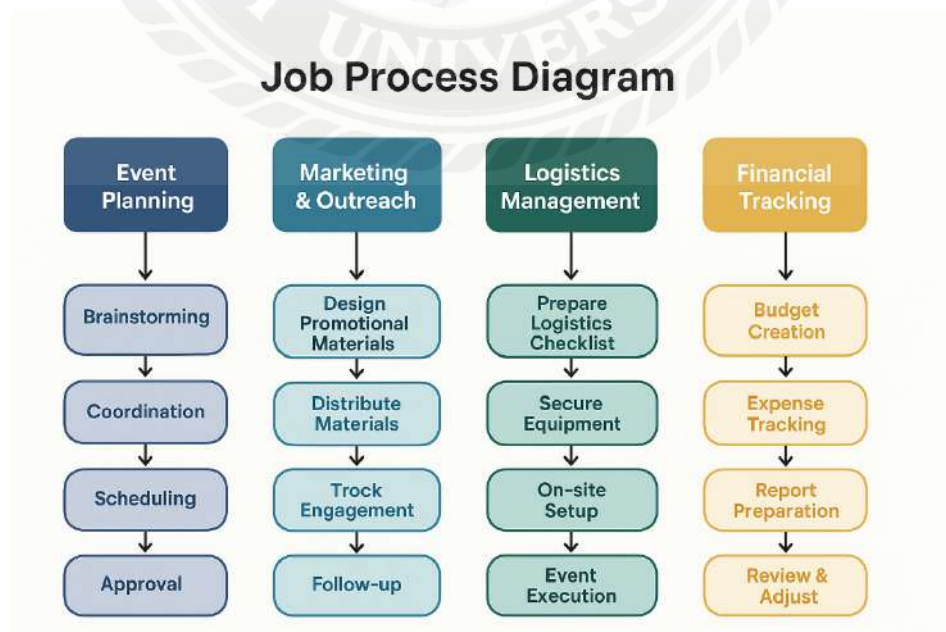 UNIVERS
Job Process Diagram
Event
Planning
Brainstorming
Coordination
Scheduling
Approval
Marketing
& Outreach
Design
Promotional
Materials
Distribute
Materials
Trock
Engagement
Follow-up
Logistics
Management
Prepare
Logistics
Checklist
Secure
Equipment
On-site
Setup
Event
Execution
Financial
Tracking
Budget
Creation
Expense
Tracking
Report
Preparation
Review &
Adjust